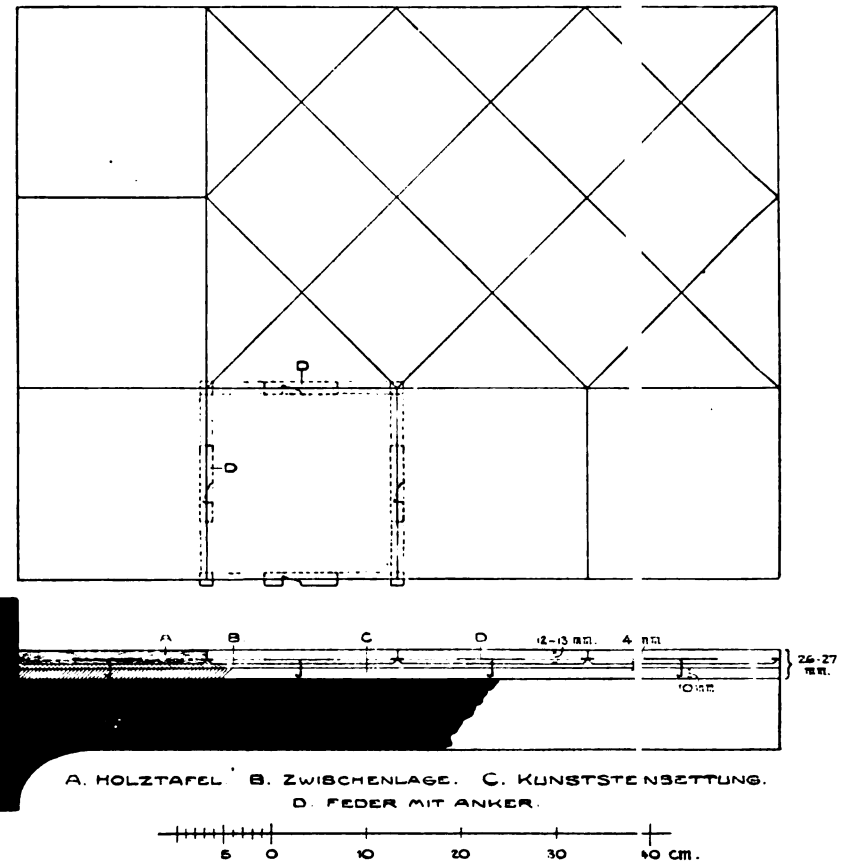 D
D
A B C D 12-13 mm. 4 mm
26-27 mm.
10 mm
A. HOLZTAFEL. B. ZWISCHENLAGE. C. KUNSTSTEINBETTUNG.
D. FEDER MIT ANKER.
5 0 10 20 30 40 cm.